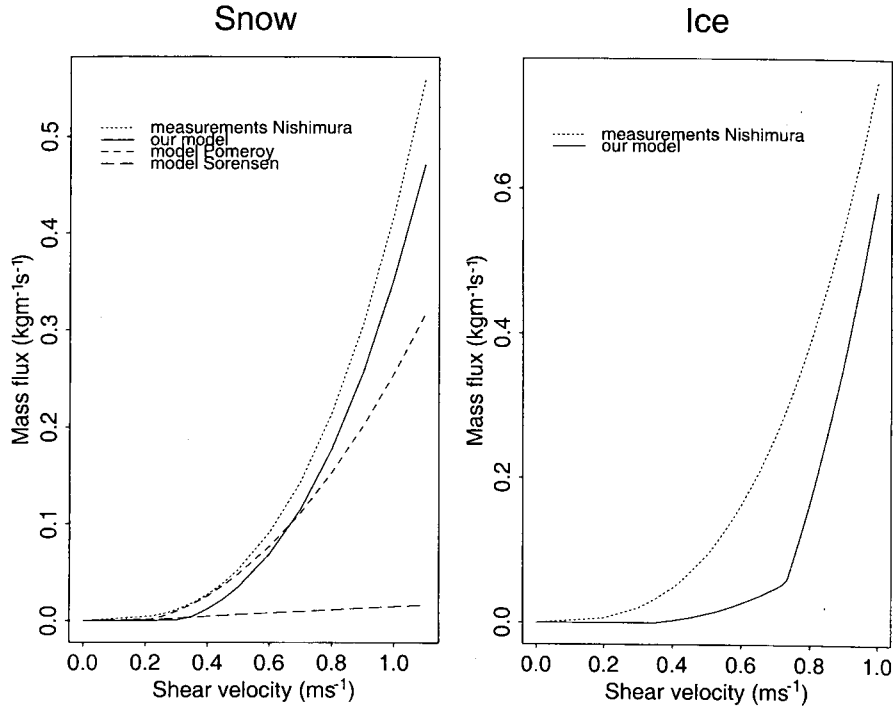 Snow
measurements Nishimura
our model
model Pomeroy
model Sorensen
Mass flux (kgm⁻¹s⁻¹)
0.0
0.1
0.2
0.3
0.4
0.5
0.0
0.2
0.4
0.6
0.8
1.0
Shear velocity (ms⁻¹)
Ice
measurements Nishimura
our model
Mass flux (kgm⁻¹s⁻¹)
0.0
0.2
0.4
0.6
0.0
0.2
0.4
0.6
0.8
1.0
Shear velocity (ms⁻¹)